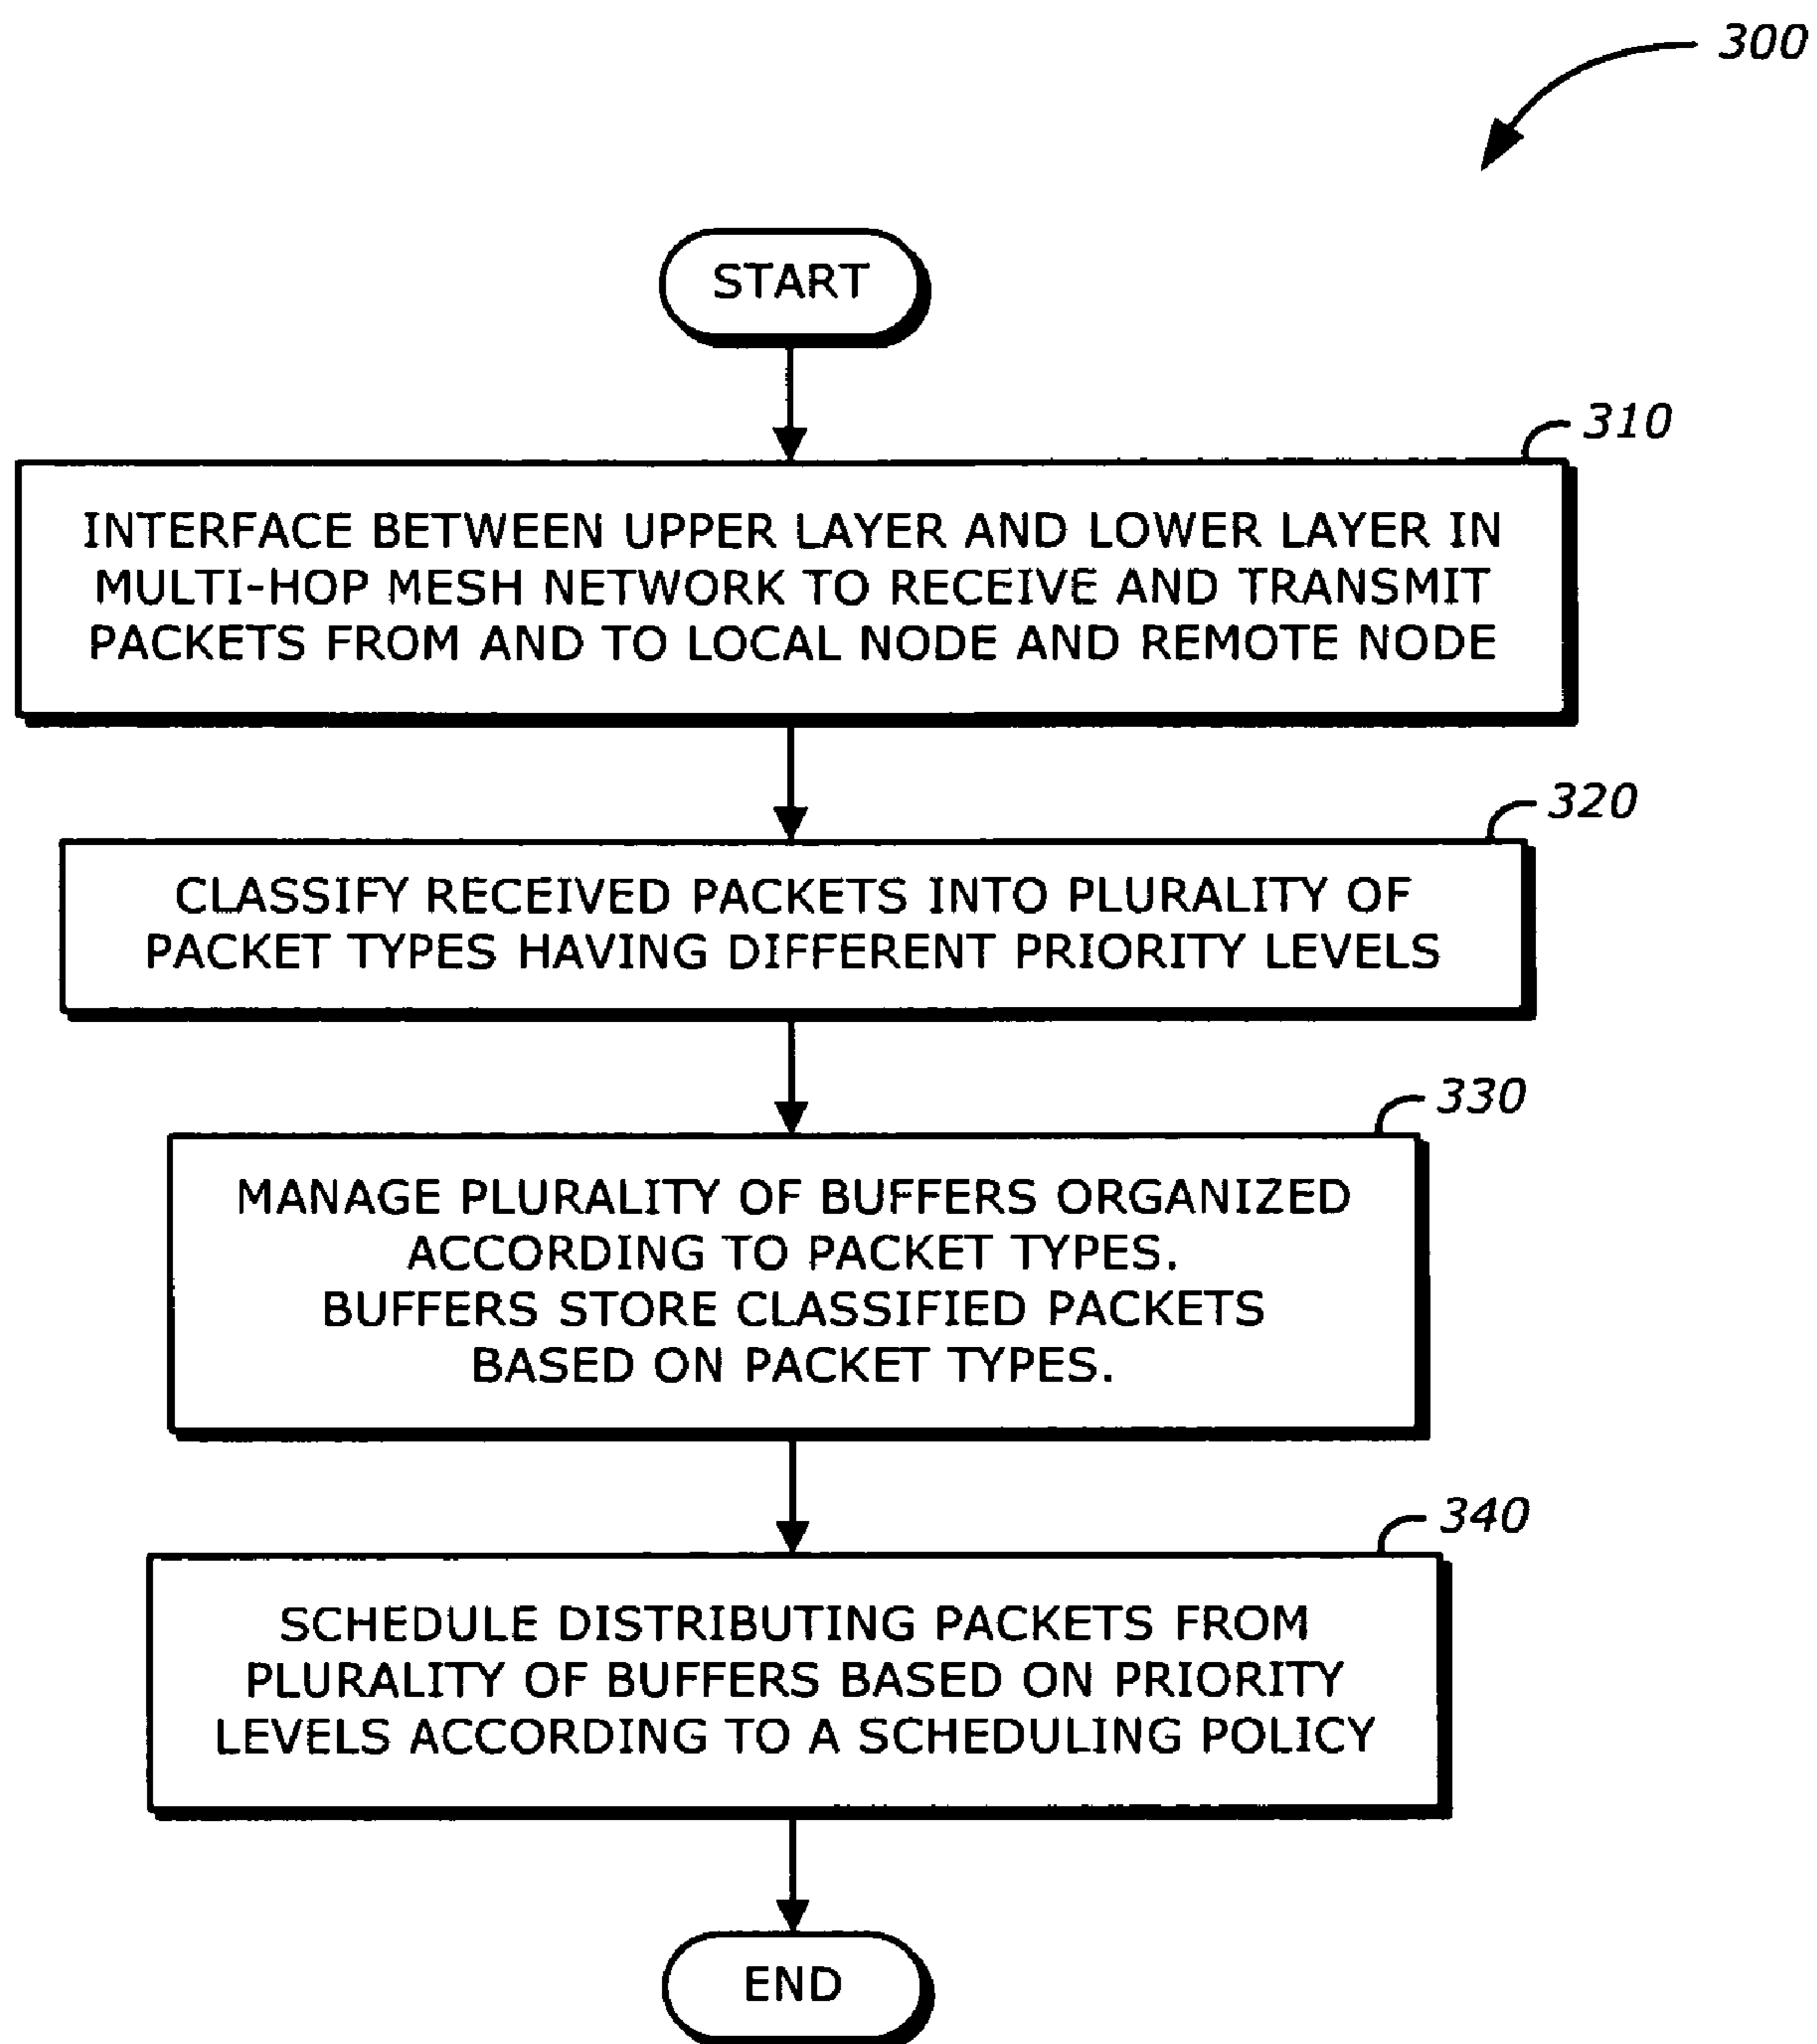 300
START
310
INTERFACE BETWEEN UPPER LAYER AND LOWER LAYER IN
MULTI-HOP MESH NETWORK TO RECEIVE AND TRANSMIT
PACKETS FROM AND TO LOCAL NODE AND REMOTE NODE
320
CLASSIFY RECEIVED PACKETS INTO PLURALITY OF
PACKET TYPES HAVING DIFFERENT PRIORITY LEVELS
330
MANAGE PLURALITY OF BUFFERS ORGANIZED
ACCORDING TO PACKET TYPES.
BUFFERS STORE CLASSIFIED PACKETS
BASED ON PACKET TYPES.
340
SCHEDULE DISTRIBUTING PACKETS FROM
PLURALITY OF BUFFERS BASED ON PRIORITY
LEVELS ACCORDING TO A SCHEDULING POLICY
END